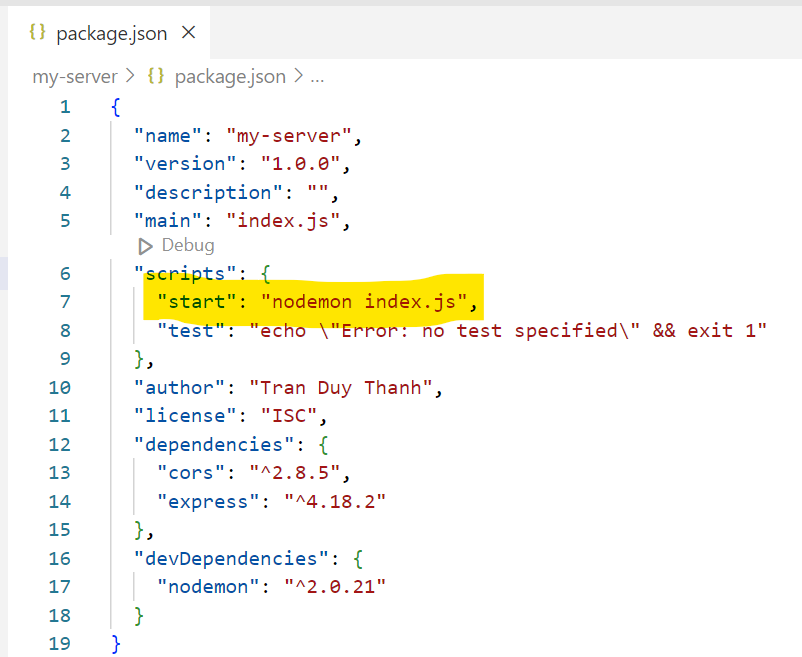 {} package.json ×
my-server > {} package.json > ...
1 {
2 "name": "my-server",
3 "version": "1.0.0",
4 "description": "",
5 "main": "index.js",
Debug
6 "scripts": {
7 "start": "nodemon index.js",
8 "test": "echo \"Error: no test specified\" && exit 1"
9 },
10 "author": "Tran Duy Thanh",
11 "license": "ISC",
12 "dependencies": {
13 "cors": "^2.8.5",
14 "express": "^4.18.2"
15 },
16 "devDependencies": {
17 "nodemon": "^2.0.21"
18 }
19 }